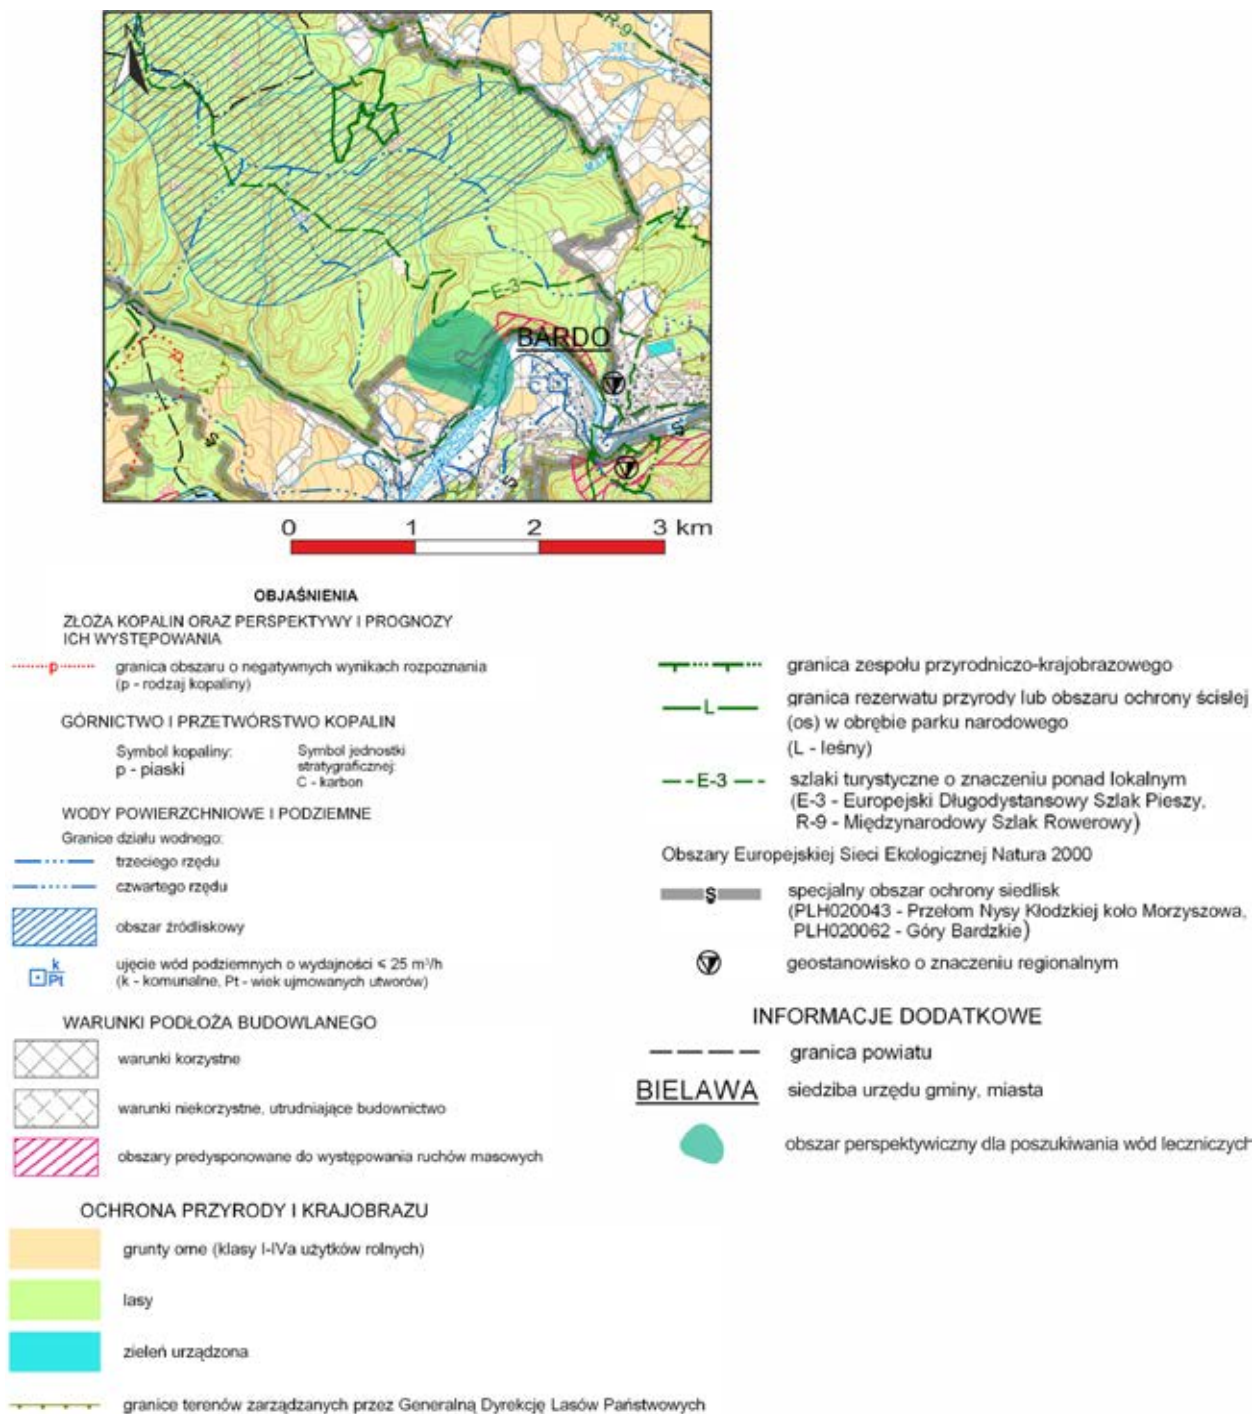 N
R-9
E-3
BARDO
k
C
S
S
S
0 1 2 3 km
OBJAŚNIENIA
ZŁOŻA KOPALIN ORAZ PERSPEKTYWY I PROGNOZY
ICH WYSTĘPOWANIA
p
granica obszaru o negatywnych wynikach rozpoznania
(p - rodzaj kopaliny)
GÓRNICTWO I PRZETWÓRSTWO KOPALIN
Symbol kopaliny:
p - piaski
Symbol jednostki
stratygraficznej:
C - karbon
WODY POWIERZCHNIOWE I PODZIEMNE
Granice działu wodnego:
trzeciego rzędu
czwartego rzędu
obszar źródliskowy
k
Pt
ujęcie wód podziemnych o wydajności ≤ 25 m³/h
(k - komunalne, Pt - wiek ujmowanych utworów)
WARUNKI PODŁOŻA BUDOWLANEGO
warunki korzystne
warunki niekorzystne, utrudniające budownictwo
obszary predysponowane do występowania ruchów masowych
OCHRONA PRZYRODY I KRAJOBRAZU
grunty orne (klasy I-IVa użytków rolnych)
lasy
zieleń urządzona
granice terenów zarządzanych przez Generalną Dyrekcję Lasów Państwowych
granica zespołu przyrodniczo-krajobrazowego
L
granica rezerwatu przyrody lub obszaru ochrony ścisłej
(os) w obrębie parku narodowego
(L - leśny)
E-3
szlaki turystyczne o znaczeniu ponad lokalnym
(E-3 - Europejski Długodystansowy Szlak Pieszy,
R-9 - Międzynarodowy Szlak Rowerowy)
Obszary Europejskiej Sieci Ekologicznej Natura 2000
S
specjalny obszar ochrony siedlisk
(PLH020043 - Przełom Nysy Kłodzkiej koło Morzyszowa,
PLH020062 - Góry Bardzkie)
geostanowisko o znaczeniu regionalnym
INFORMACJE DODATKOWE
granica powiatu
BIELAWA
siedziba urzędu gminy, miasta
obszar perspektywiczny dla poszukiwania wód leczniczych